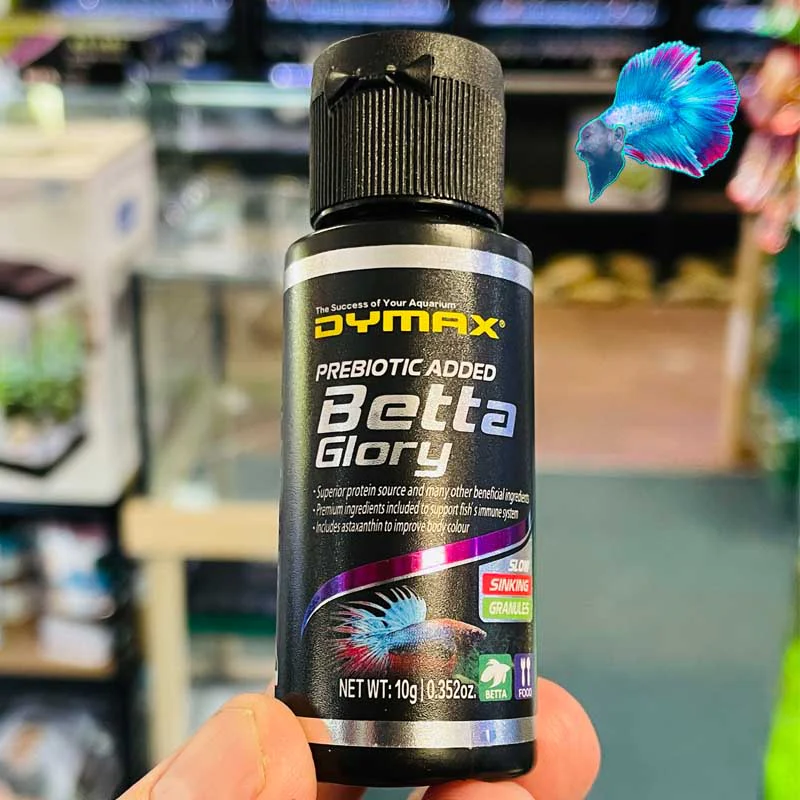 The Success of Your Aquarium
DYMAX®
PREBIOTIC ADDED
Betta
Glory
· Superior protein source and many other beneficial ingredients
· Premium ingredients included to support fish's immune system
· Includes astaxanthin to improve body colour
SLOW
SINKING
GRANULES
NET WT: 10g | 0.352oz.
BETTA
FOOD